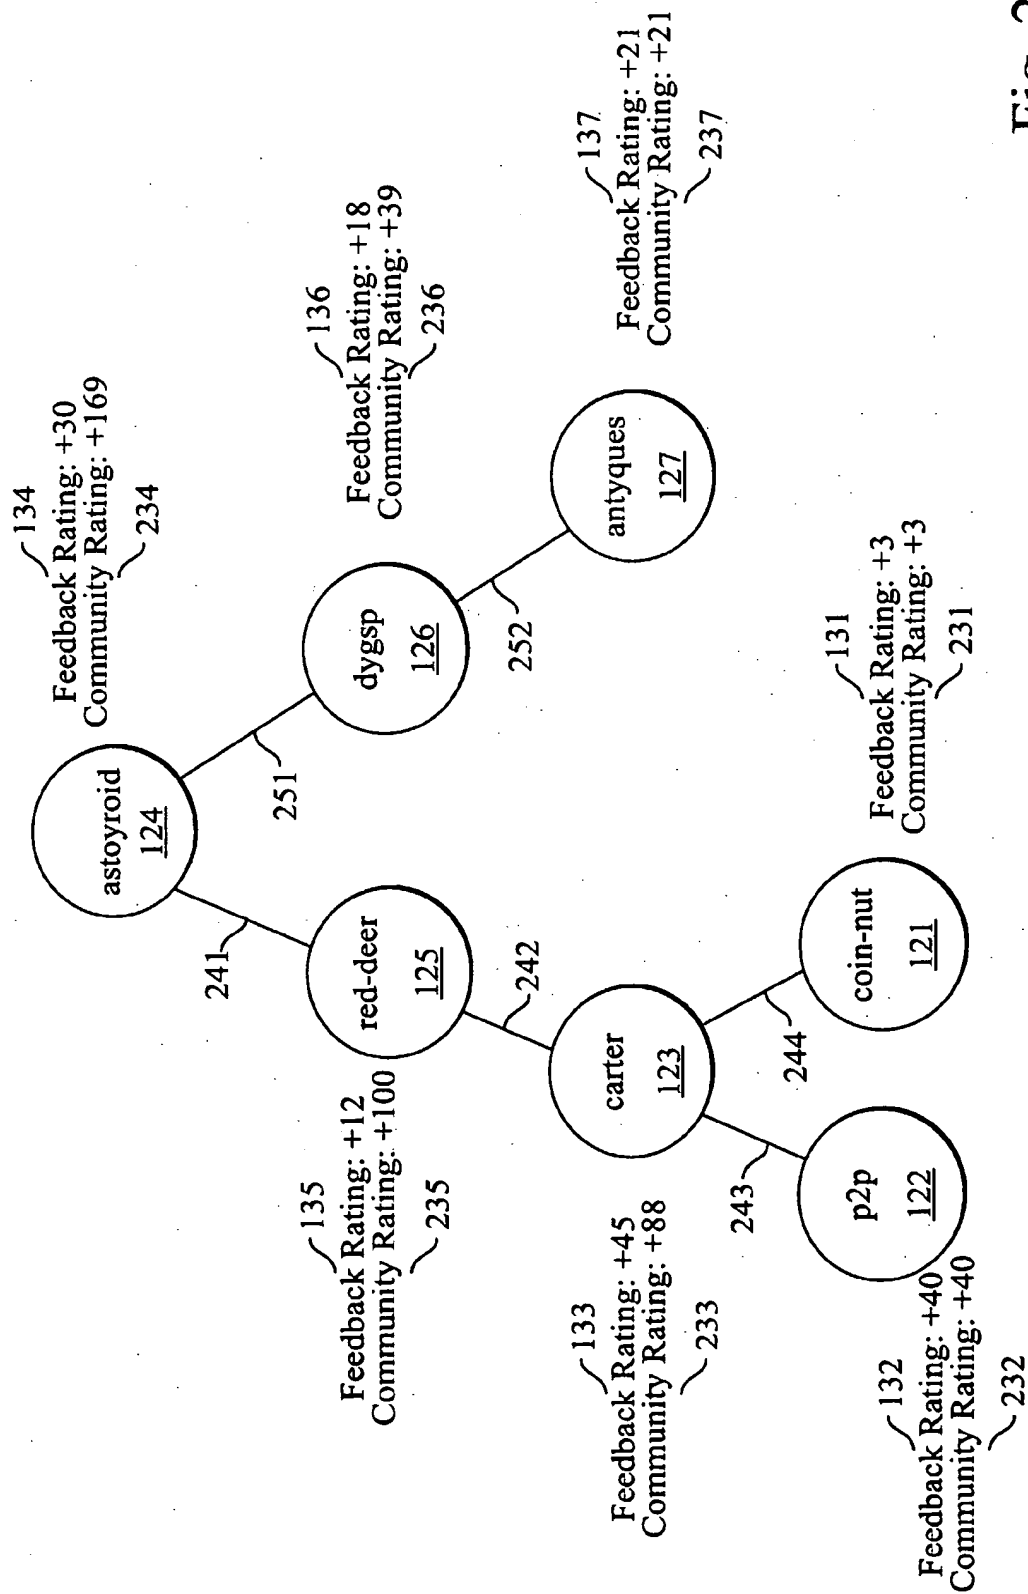 134
Feedback Rating: +30
Community Rating: +169
234
astoyroid
124
241
251
135
Feedback Rating: +12
Community Rating: +100
235
red-deer
125
dygsp
126
136
Feedback Rating: +18
Community Rating: +39
236
242
252
133
Feedback Rating: +45
Community Rating: +88
233
carter
123
antyques
127
137
Feedback Rating: +21
Community Rating: +21
237
243
244
132
Feedback Rating: +40
Community Rating: +40
232
p2p
122
coin-nut
121
131
Feedback Rating: +3
Community Rating: +3
231
Fig. 2